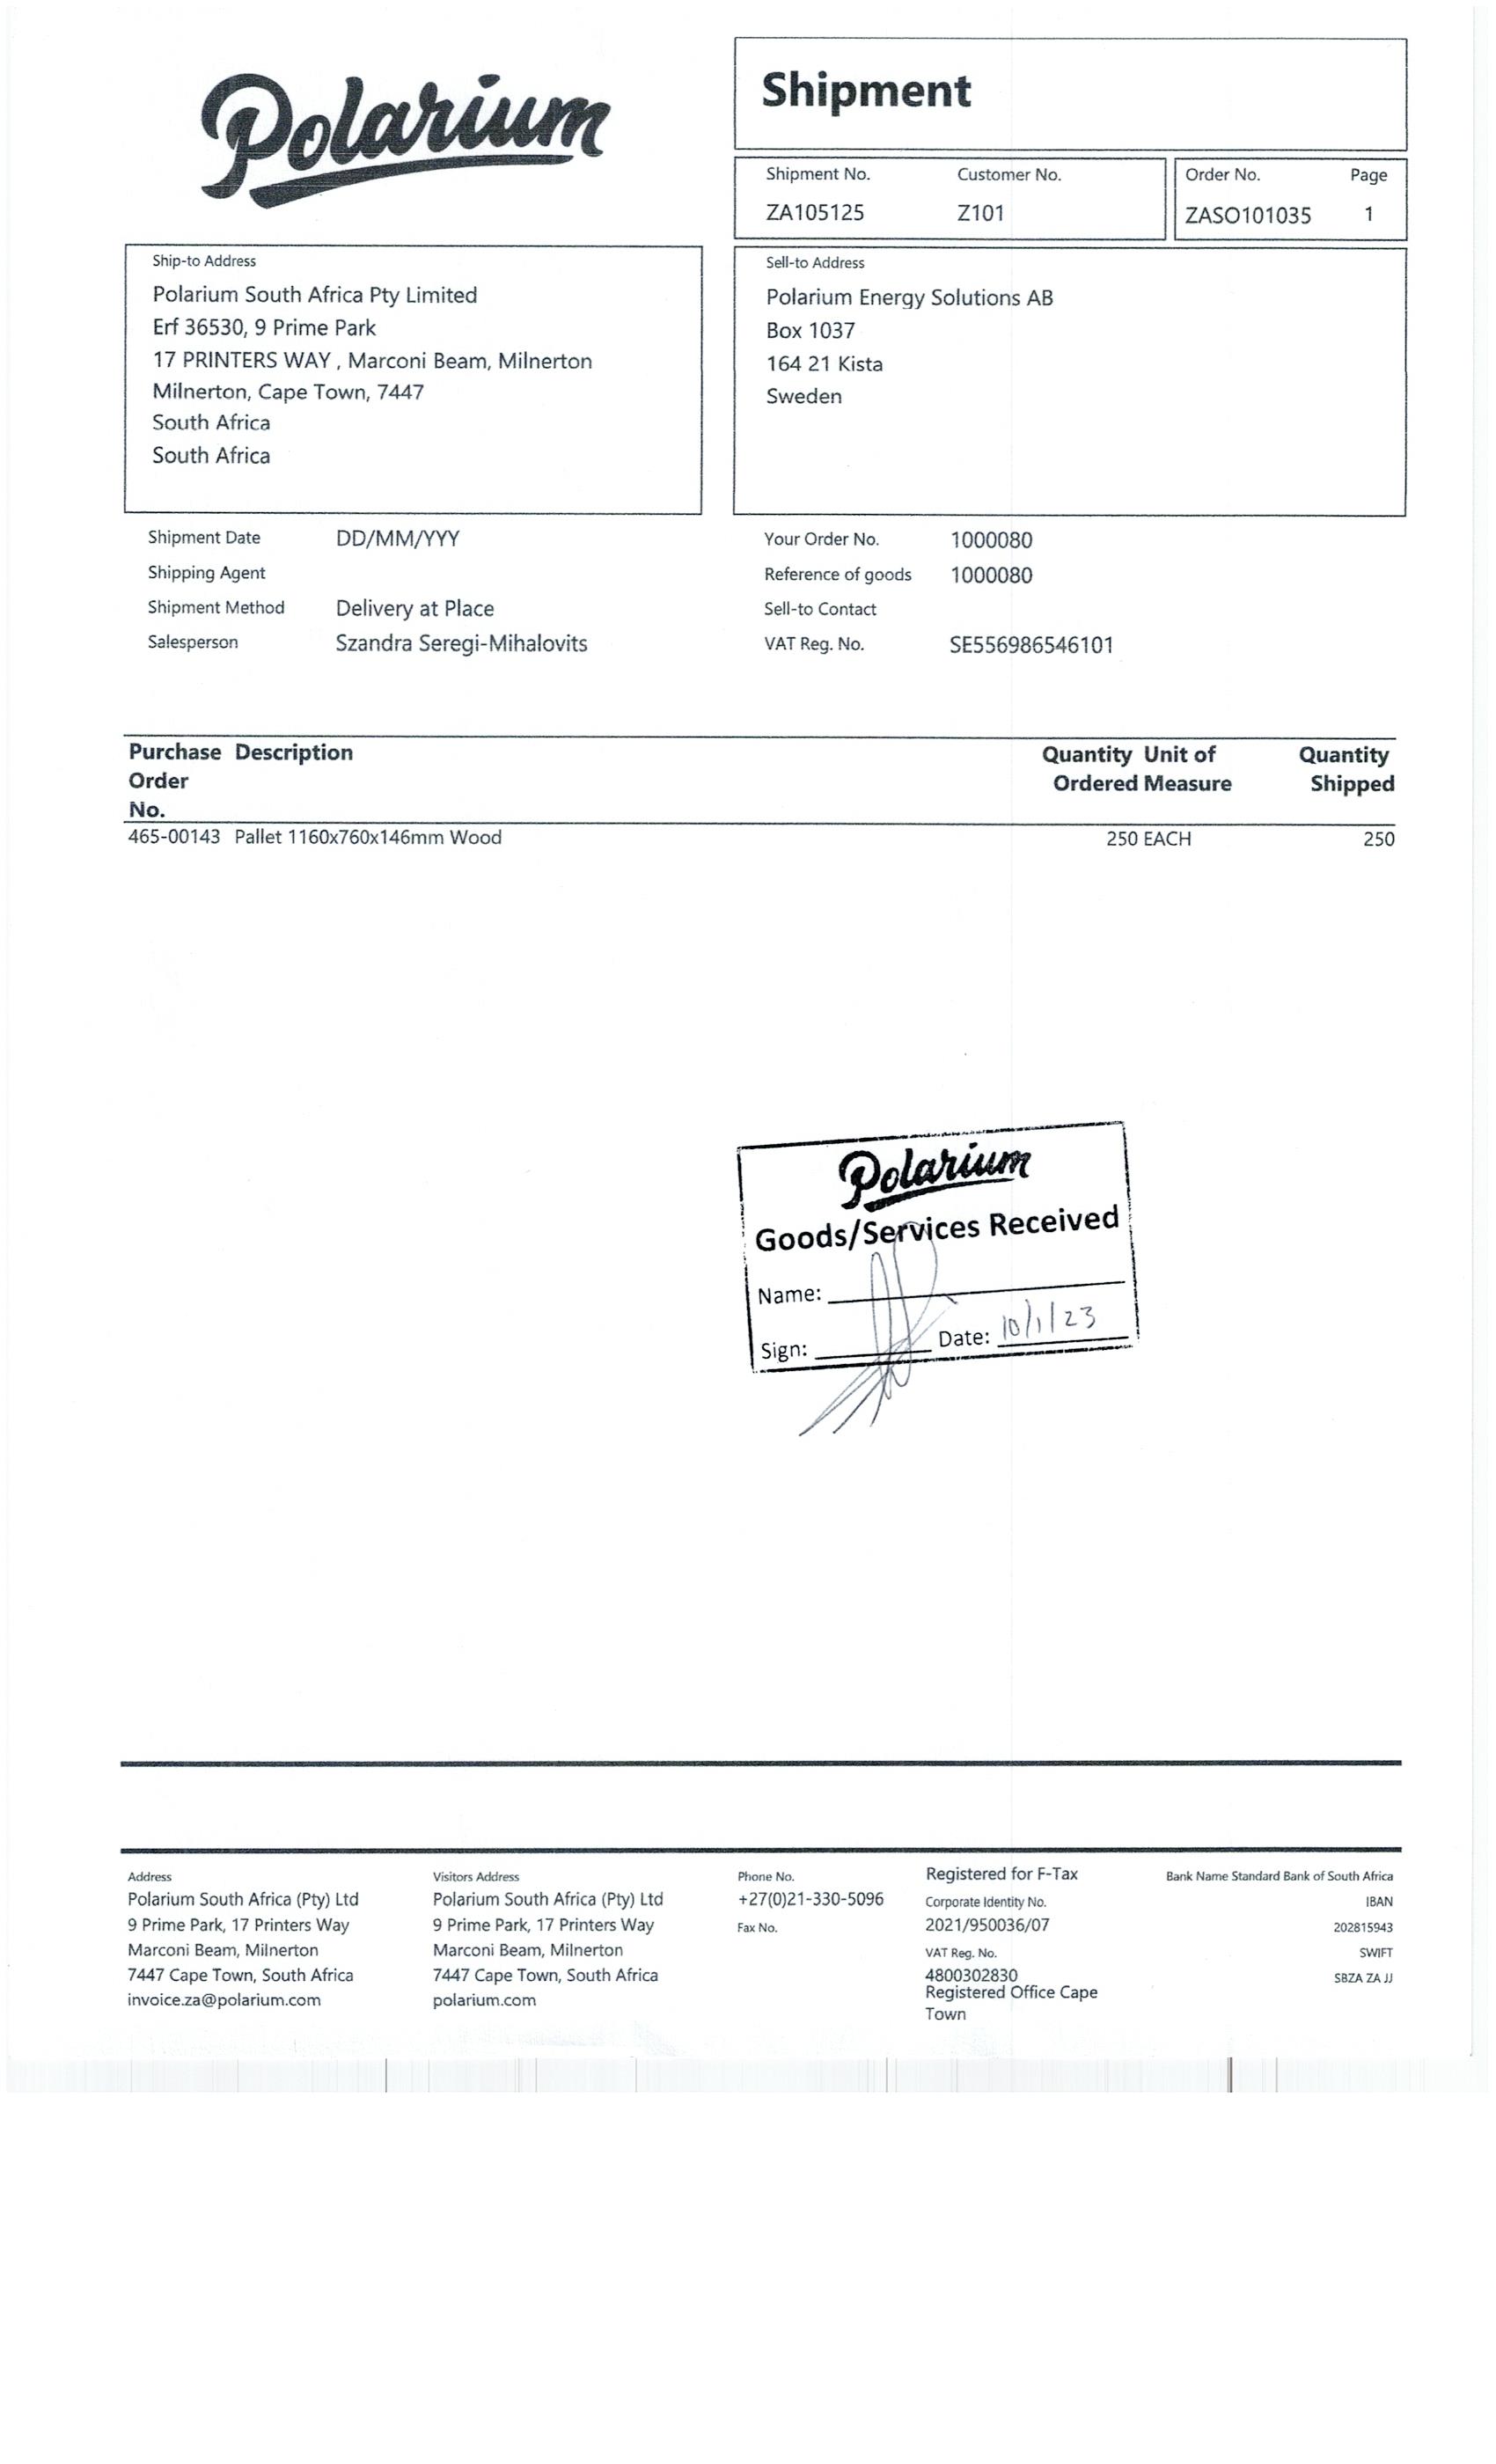 Polarium
Shipment
Shipment No. Customer No. Order No. Page
ZA105125 Z101 ZASO101035 1
Ship-to Address
Polarium South Africa Pty Limited
Erf 36530, 9 Prime Park
17 PRINTERS WAY , Marconi Beam, Milnerton
Milnerton, Cape Town, 7447
South Africa
South Africa
Sell-to Address
Polarium Energy Solutions AB
Box 1037
164 21 Kista
Sweden
Shipment Date DD/MM/YYY
Shipping Agent
Shipment Method Delivery at Place
Salesperson Szandra Seregi-Mihalovits
Your Order No. 1000080
Reference of goods 1000080
Sell-to Contact
VAT Reg. No. SE556986546101
Purchase Description Quantity Unit of Quantity
Order Ordered Measure Shipped
No.
465-00143 Pallet 1160x760x146mm Wood 250 EACH 250
Polarium
Goods/Services Received
Name:
Sign: Date: 10/1/23
Address
Polarium South Africa (Pty) Ltd
9 Prime Park, 17 Printers Way
Marconi Beam, Milnerton
7447 Cape Town, South Africa
invoice.za@polarium.com
Visitors Address
Polarium South Africa (Pty) Ltd
9 Prime Park, 17 Printers Way
Marconi Beam, Milnerton
7447 Cape Town, South Africa
polarium.com
Phone No.
+27(0)21-330-5096
Fax No.
Registered for F-Tax
Corporate Identity No.
2021/950036/07
VAT Reg. No.
4800302830
Registered Office Cape
Town
Bank Name Standard Bank of South Africa
IBAN
202815943
SWIFT
SBZA ZA JJ